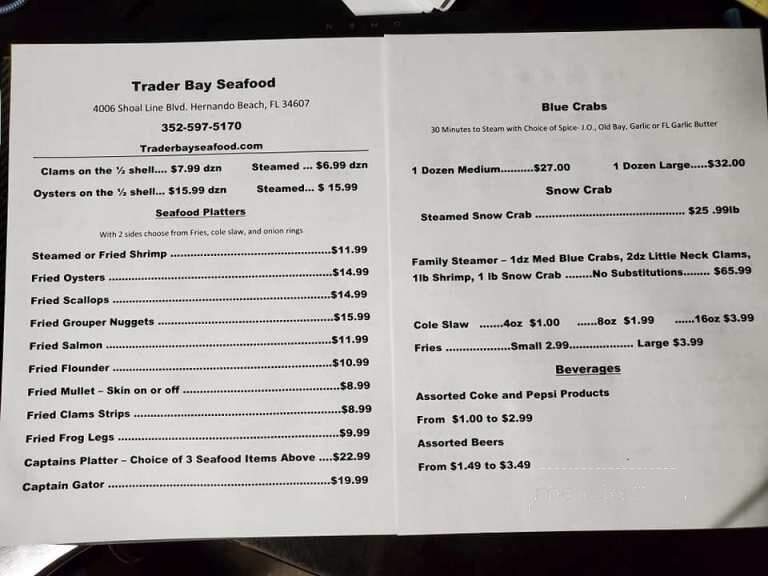 Trader Bay Seafood
4006 Shoal Line Blvd. Hernando Beach, FL 34607
352-597-5170
Traderbayseafood.com
Clams on the ½ shell.... $7.99 dzn Steamed ... $6.99 dzn
Oysters on the ½ shell... $15.99 dzn Steamed... $ 15.99
Seafood Platters
With 2 sides choose from Fries, cole slaw, and onion rings
Steamed or Fried Shrimp ................................................$11.99
Fried Oysters ...................................................................$14.99
Fried Scallops ..................................................................$14.99
Fried Grouper Nuggets .....................................................$15.99
Fried Salmon ....................................................................$11.99
Fried Flounder ..................................................................$10.99
Fried Mullet – Skin on or off ...............................................$8.99
Fried Clams Strips ..............................................................$8.99
Fried Frog Legs ..................................................................$9.99
Captains Platter – Choice of 3 Seafood Items Above ....$22.99
Captain Gator ...................................................................$19.99
Blue Crabs
30 Minutes to Steam with Choice of Spice- J.O., Old Bay, Garlic or FL Garlic Butter
1 Dozen Medium..........$27.00 1 Dozen Large.....$32.00
Snow Crab
Steamed Snow Crab ............................................. $25 .99lb
Family Steamer – 1dz Med Blue Crabs, 2dz Little Neck Clams,
1lb Shrimp, 1 lb Snow Crab ........No Substitutions........ $65.99
Cole Slaw .......4oz $1.00 ......8oz $1.99 ......16oz $3.99
Fries ...................Small 2.99................... Large $3.99
Beverages
Assorted Coke and Pepsi Products
From $1.00 to $2.99
Assorted Beers
From $1.49 to $3.49